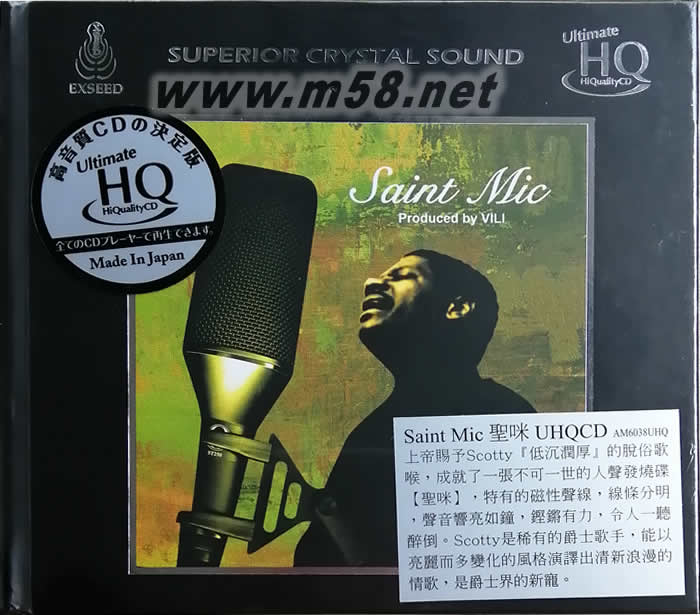 EXSEED
SUPERIOR CRYSTAL SOUND
Ultimate
HQ
HiQualityCD
www.m58.net
高音質CDの決定版
Ultimate
HQ
HiQualityCD
全てのCDプレーヤーで再生できます。
Made In Japan
Saint Mic
Produced by VILI
Saint Mic 聖咪 UHQCD AM6038UHQ
上帝賜予Scotty『低沉潤厚』的脫俗歌
喉，成就了一張不可一世的人聲發燒碟
【聖咪】，特有的磁性聲線，線條分明
，聲音響亮如鐘，鏗鏘有力，令人一聽
醉倒。Scotty是稀有的爵士歌手，能以
亮麗而多變化的風格演譯出清新浪漫的
情歌，是爵士界的新寵。